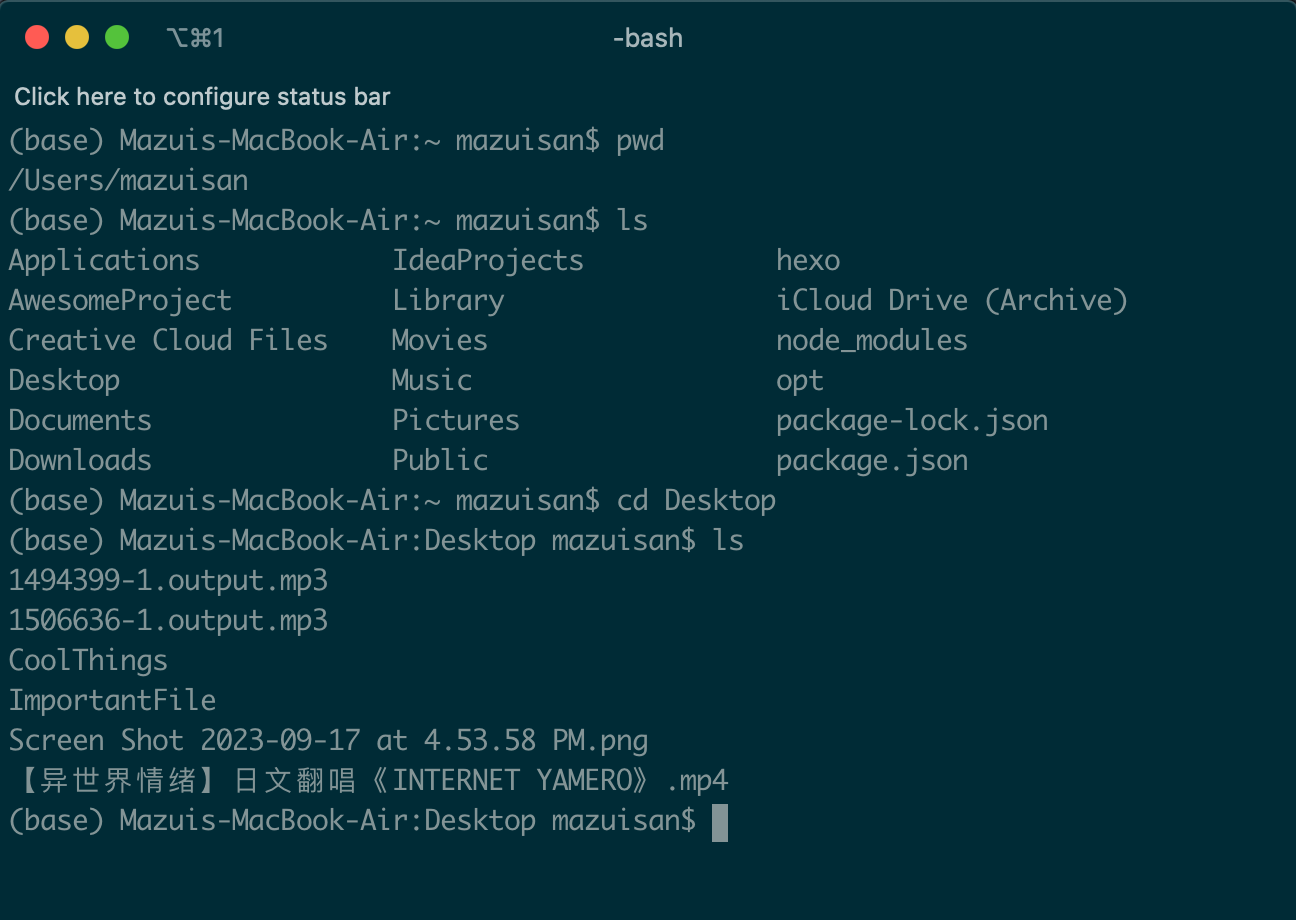 ⌥⌘1
-bash
Click here to configure status bar
(base) Mazuis-MacBook-Air:~ mazuisan$ pwd
/Users/mazuisan
(base) Mazuis-MacBook-Air:~ mazuisan$ ls
Applications IdeaProjects hexo
AwesomeProject Library iCloud Drive (Archive)
Creative Cloud Files Movies node_modules
Desktop Music opt
Documents Pictures package-lock.json
Downloads Public package.json
(base) Mazuis-MacBook-Air:~ mazuisan$ cd Desktop
(base) Mazuis-MacBook-Air:Desktop mazuisan$ ls
1494399-1.output.mp3
1506636-1.output.mp3
CoolThings
ImportantFile
Screen Shot 2023-09-17 at 4.53.58 PM.png
【异世界情绪】日文翻唱《INTERNET YAMERO》.mp4
(base) Mazuis-MacBook-Air:Desktop mazuisan$